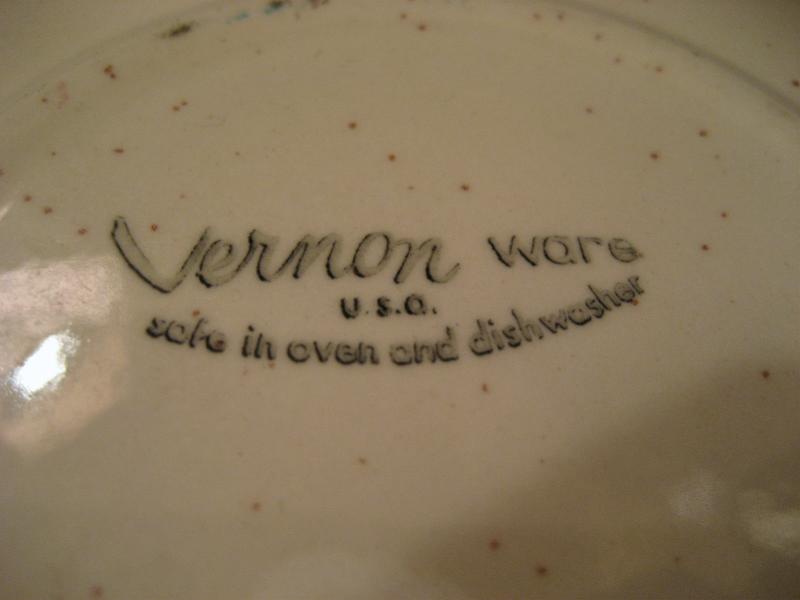 Vernon ware
u.s.a.
safe in oven and dishwasher